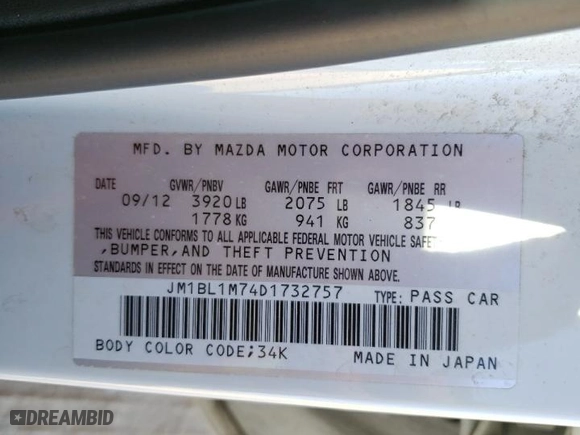 MFD. BY MAZDA MOTOR CORPORATION
DATE GVWR/PNBV GAWR/PNBE FRT GAWR/PNBE RR
09/12 3920 LB 2075 LB 1845 LB
1778 KG 941 KG 837
THIS VEHICLE CONFORMS TO ALL APPLICABLE FEDERAL MOTOR VEHICLE SAFE
,BUMPER,AND THEFT PREVENTION
STANDARDS IN EFFECT ON THE DATE OF MANUFACTURE SHOWN ABOVE.
JM1BL1M74D1732757 TYPE: PASS CAR
BODY COLOR CODE;34K MADE IN JAPAN
DREAMBID